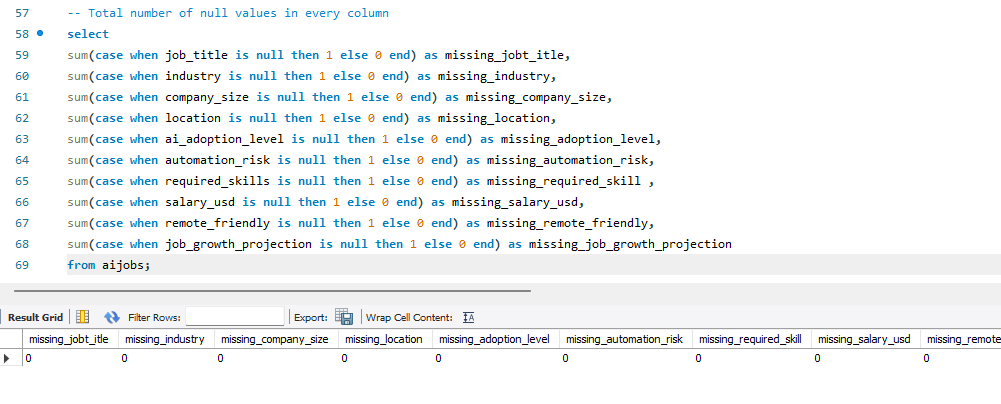 57 -- Total number of null values in every column
58 select
59 sum(case when job_title is null then 1 else 0 end) as missing_jobt_itle,
60 sum(case when industry is null then 1 else 0 end) as missing_industry,
61 sum(case when company_size is null then 1 else 0 end) as missing_company_size,
62 sum(case when location is null then 1 else 0 end) as missing_location,
63 sum(case when ai_adoption_level is null then 1 else 0 end) as missing_adoption_level,
64 sum(case when automation_risk is null then 1 else 0 end) as missing_automation_risk,
65 sum(case when required_skills is null then 1 else 0 end) as missing_required_skill ,
66 sum(case when salary_usd is null then 1 else 0 end) as missing_salary_usd,
67 sum(case when remote_friendly is null then 1 else 0 end) as missing_remote_friendly,
68 sum(case when job_growth_projection is null then 1 else 0 end) as missing_job_growth_projection
69 from aijobs;
Result Grid Filter Rows: Export: Wrap Cell Content: IA
missing_jobt_itle missing_industry missing_company_size missing_location missing_adoption_level missing_automation_risk missing_required_skill missing_salary_usd missing_remote
0 0 0 0 0 0 0 0 0